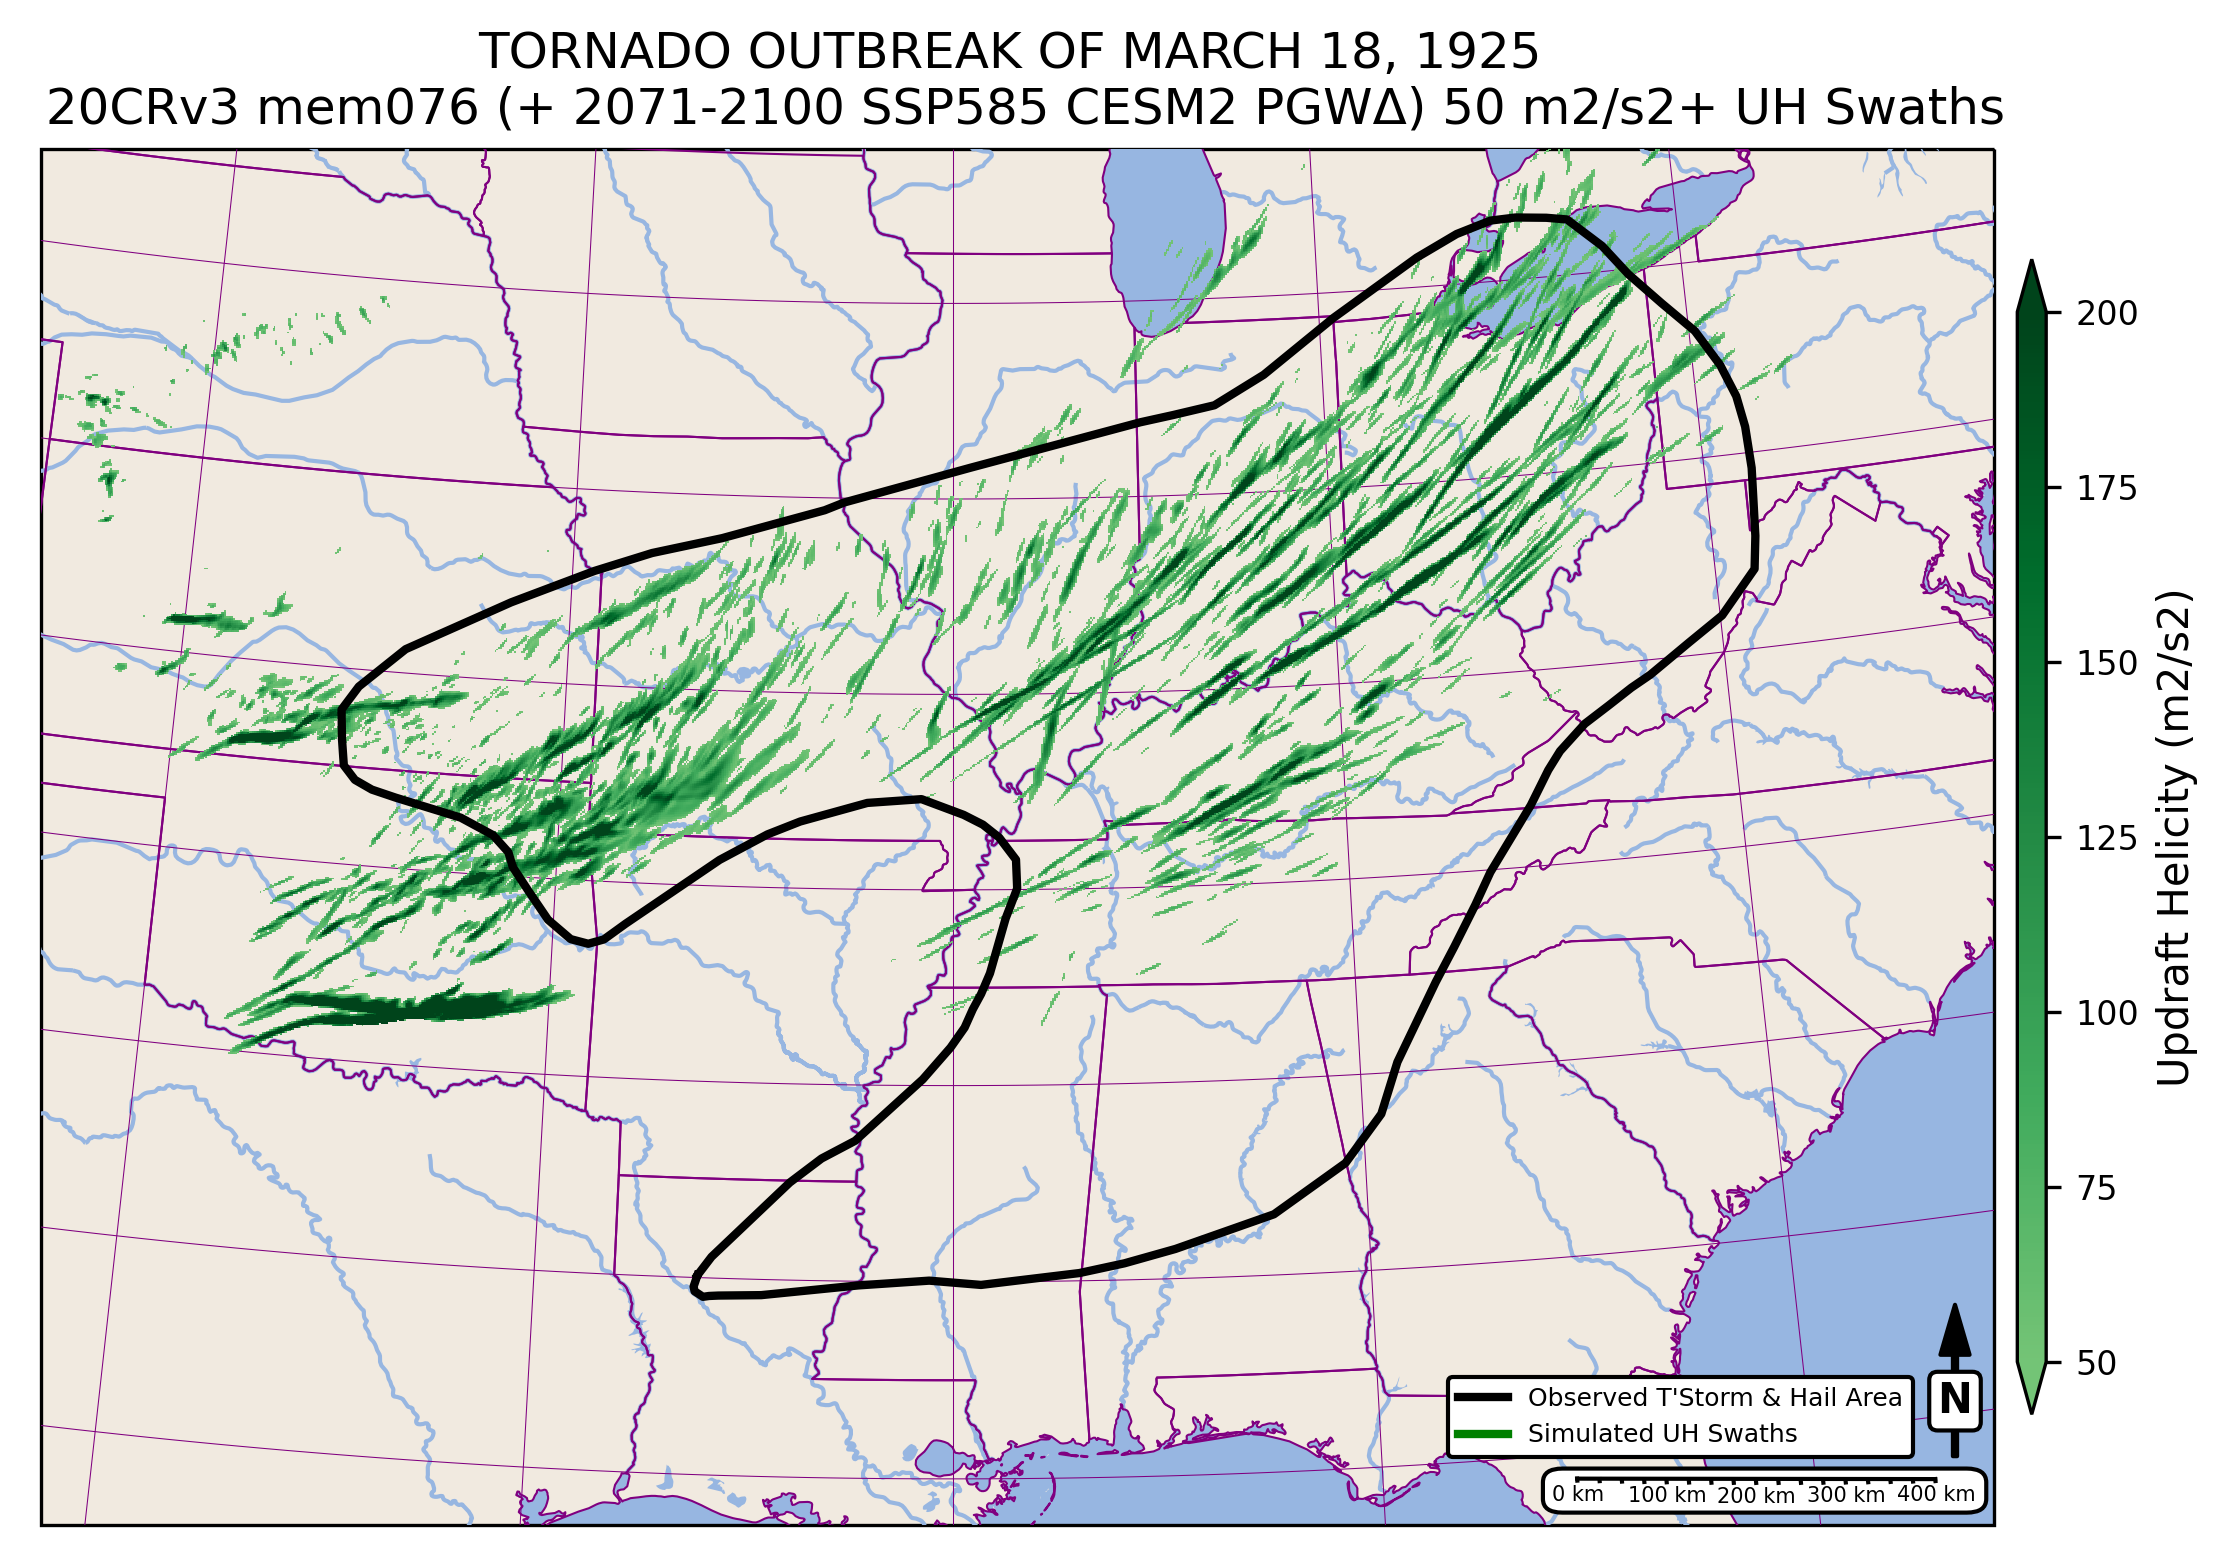 TORNADO OUTBREAK OF MARCH 18, 1925
20CRv3 mem076 (+ 2071-2100 SSP585 CESM2 PGWΔ) 50 m2/s2+ UH Swaths
200
175
150
125
100
75
50
Updraft Helicity (m2/s2)
Observed T'Storm & Hail Area
Simulated UH Swaths
N
0 km 100 km 200 km 300 km 400 km